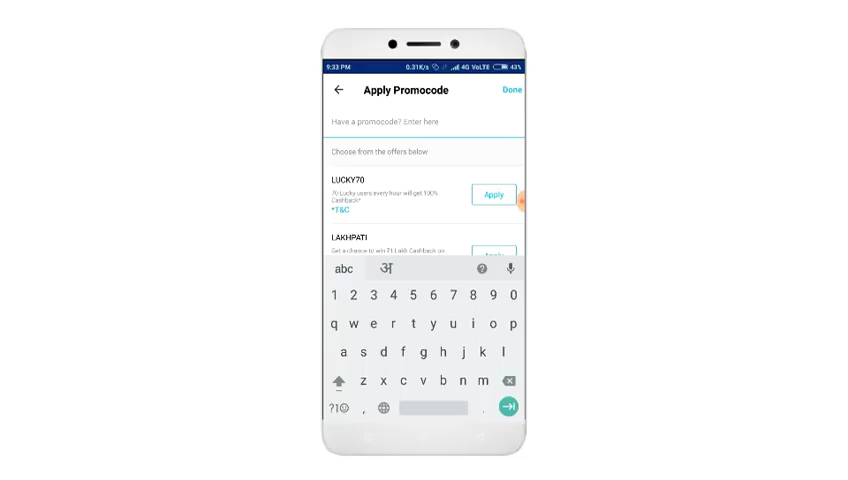 9:33 PM 0.31K/s 4G VoLTE 43%
Apply Promocode Done
Have a promocode? Enter here
Choose from the offers below
LUCKY70
70 Lucky users every hour will get 100%
Cashback*
Apply
*T&C
LAKHPATI
Get a chance to win ?1 Lakh Cashback on
Apply
abc अ
1 2 3 4 5 6 7 8 9 0
q w e r t y u i o p
a s d f g h j k l
z x c v b n m
?1☺ , .